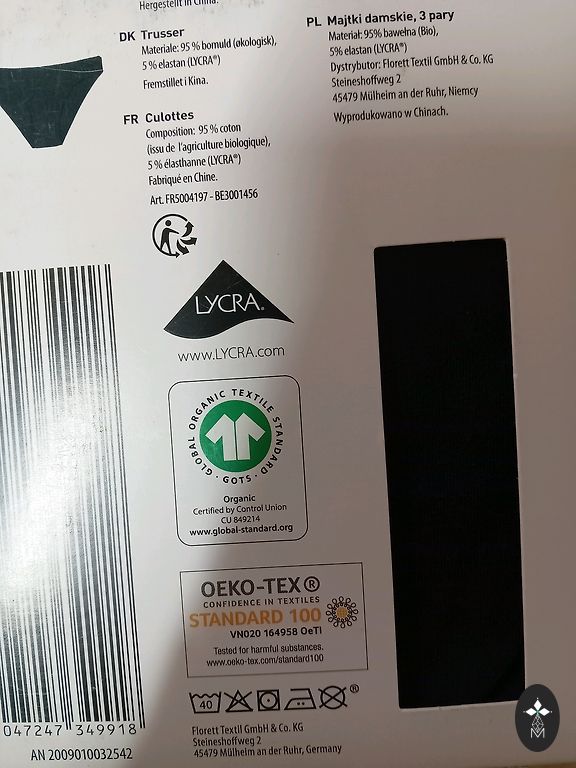 Hergestellt in China.
DK Trusser
Materiale: 95 % bomuld (økologisk),
5 % elastan (LYCRA®)
Fremstillet i Kina.
FR Culottes
Composition: 95 % coton
(issu de l'agriculture biologique),
5 % élasthanne (LYCRA®)
Fabriqué en Chine.
Art. FR5004197 - BE3001456
PL Majtki damskie, 3 pary
Materiał: 95% bawełna (Bio),
5% elastan (LYCRA®)
Dystrybutor: Florett Textil GmbH & Co. KG
Steineshoffweg 2
45479 Mülheim an der Ruhr, Niemcy
Wyprodukowano w Chinach.
LYCRA®
www.LYCRA.com
GLOBAL ORGANIC TEXTILE STANDARD
· GOTS ·
Organic
Certified by Control Union
CU 849214
www.global-standard.org
OEKO-TEX®
CONFIDENCE IN TEXTILES
STANDARD 100
VN020 164958 OeTI
Tested for harmful substances.
www.oeko-tex.com/standard100
40 ®
Florett Textil GmbH & Co. KG
Steineshoffweg 2
45479 Mülheim an der Ruhr, Germany
047247 349918
AN 2009010032542
M